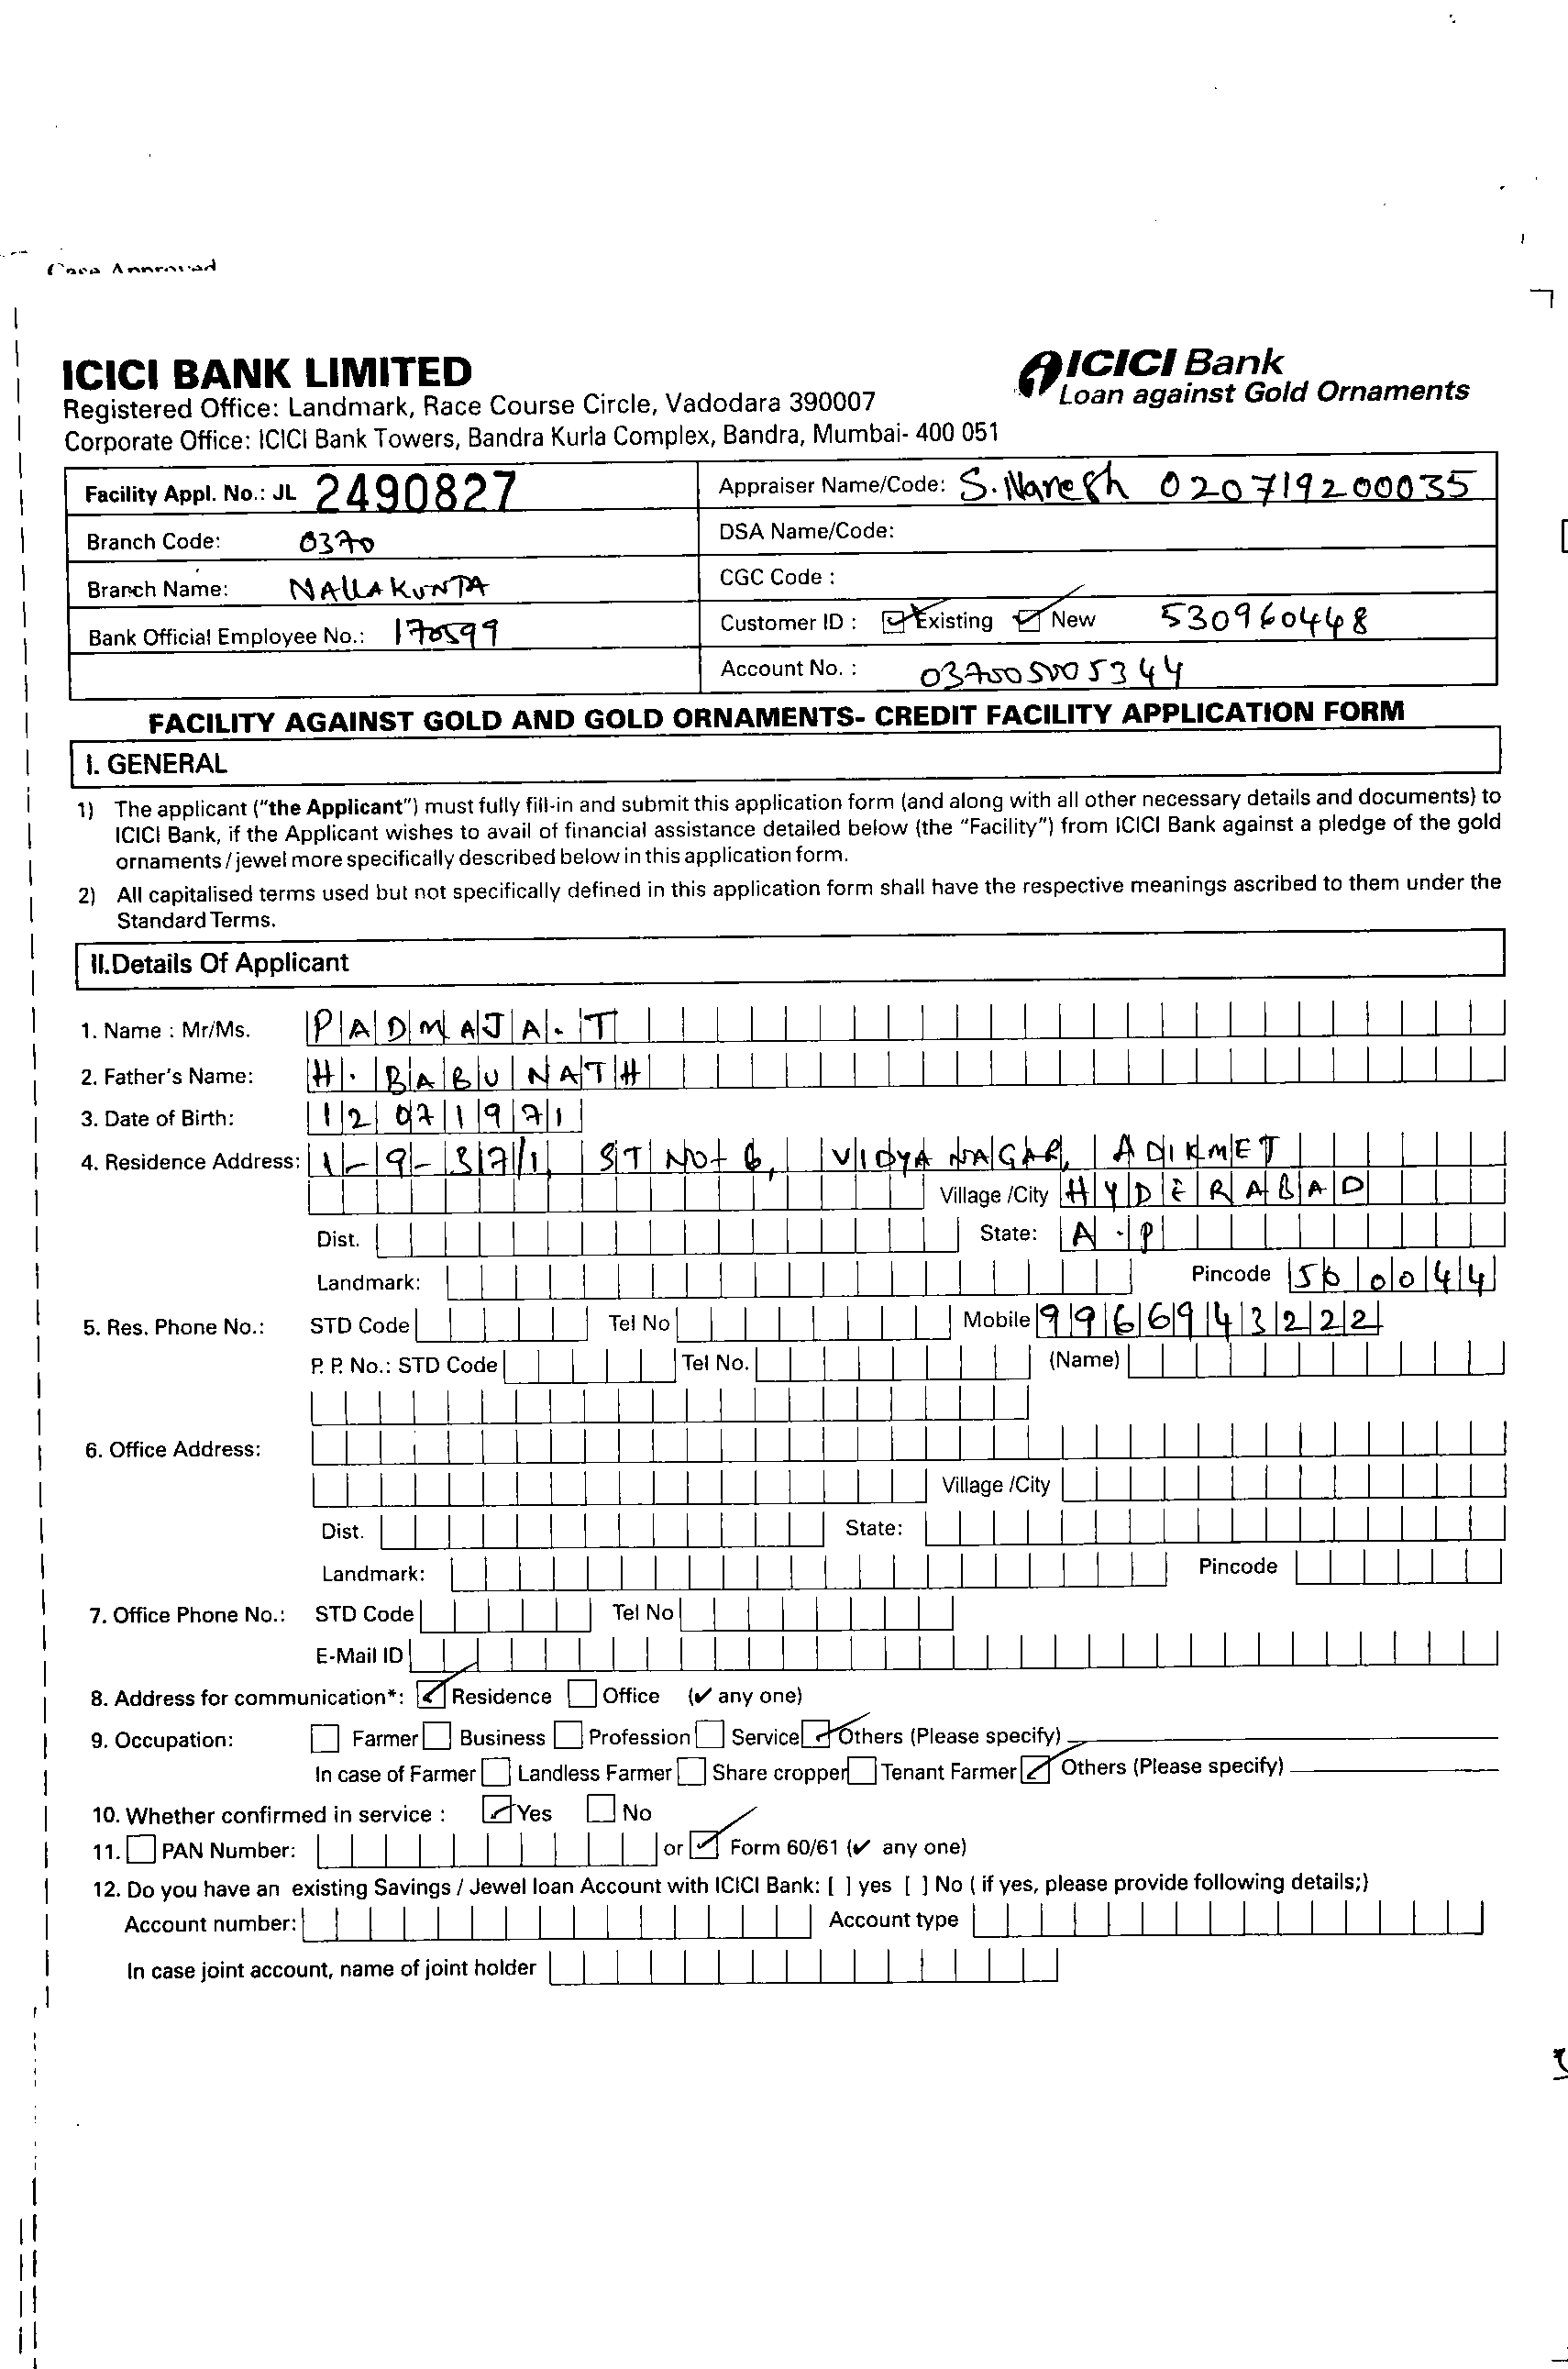 Case Approved
ICICI BANK LIMITED
Registered Office: Landmark, Race Course Circle, Vadodara 390007
Corporate Office: ICICI Bank Towers, Bandra Kurla Complex, Bandra, Mumbai- 400 051
ICICI Bank
Loan against Gold Ornaments
Facility Appl. No.: JL 2490827
Appraiser Name/Code: S. Naresh 020719200035
Branch Code: 0370
DSA Name/Code:
Branch Name: NALLAKUNTA
CGC Code :
Bank Official Employee No.: 170599
Customer ID : Existing New 530960448
Account No. : 037005005344
FACILITY AGAINST GOLD AND GOLD ORNAMENTS- CREDIT FACILITY APPLICATION FORM
I. GENERAL
1) The applicant ("the Applicant") must fully fill-in and submit this application form (and along with all other necessary details and documents) to
ICICI Bank, if the Applicant wishes to avail of financial assistance detailed below (the "Facility") from ICICI Bank against a pledge of the gold
ornaments / jewel more specifically described below in this application form.
2) All capitalised terms used but not specifically defined in this application form shall have the respective meanings ascribed to them under the
Standard Terms.
II.Details Of Applicant
1. Name : Mr/Ms. PADMAJA. T
2. Father's Name: H. BABU NATH
3. Date of Birth: 12 07 1971
4. Residence Address: 1-9-37/1, ST NO+ 6, VIDYA NAGAR, ADIKMET
Village /City HYDERABAD
Dist. State: A.P
Landmark: Pincode 500044
5. Res. Phone No.: STD Code Tel No Mobile 9966943222
P. P. No.: STD Code Tel No. (Name)
6. Office Address:
Village /City
Dist. State:
Landmark: Pincode
7. Office Phone No.: STD Code Tel No
E-Mail ID
8. Address for communication*: ✓ Residence Office (✔ any one)
9. Occupation: Farmer Business Profession Service ✓ Others (Please specify)
In case of Farmer Landless Farmer Share cropper Tenant Farmer ✓ Others (Please specify)
10. Whether confirmed in service : ✓ Yes No
11. PAN Number: or ✓ Form 60/61 (✔ any one)
12. Do you have an existing Savings / Jewel loan Account with ICICI Bank: [ ] yes [ ] No ( if yes, please provide following details;)
Account number: Account type
In case joint account, name of joint holder